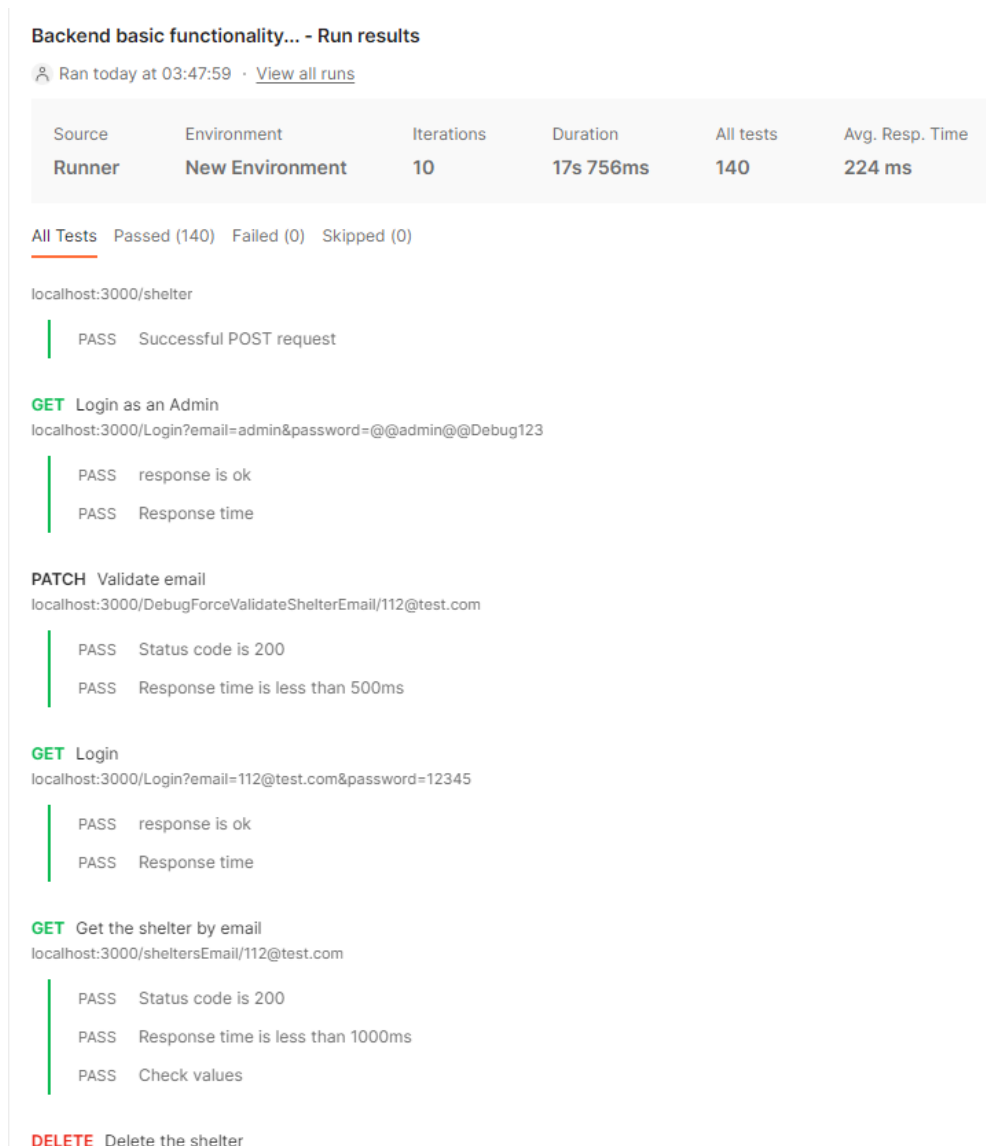 Backend basic functionality... - Run results
Ran today at 03:47:59 · View all runs
Source Environment Iterations Duration All tests Avg. Resp. Time
Runner New Environment 10 17s 756ms 140 224 ms
All Tests Passed (140) Failed (0) Skipped (0)
localhost:3000/shelter
PASS Successful POST request
GET Login as an Admin
localhost:3000/Login?email=admin&password=@@admin@@Debug123
PASS response is ok
PASS Response time
PATCH Validate email
localhost:3000/DebugForceValidateShelterEmail/112@test.com
PASS Status code is 200
PASS Response time is less than 500ms
GET Login
localhost:3000/Login?email=112@test.com&password=12345
PASS response is ok
PASS Response time
GET Get the shelter by email
localhost:3000/sheltersEmail/112@test.com
PASS Status code is 200
PASS Response time is less than 1000ms
PASS Check values
DELETE Delete the shelter